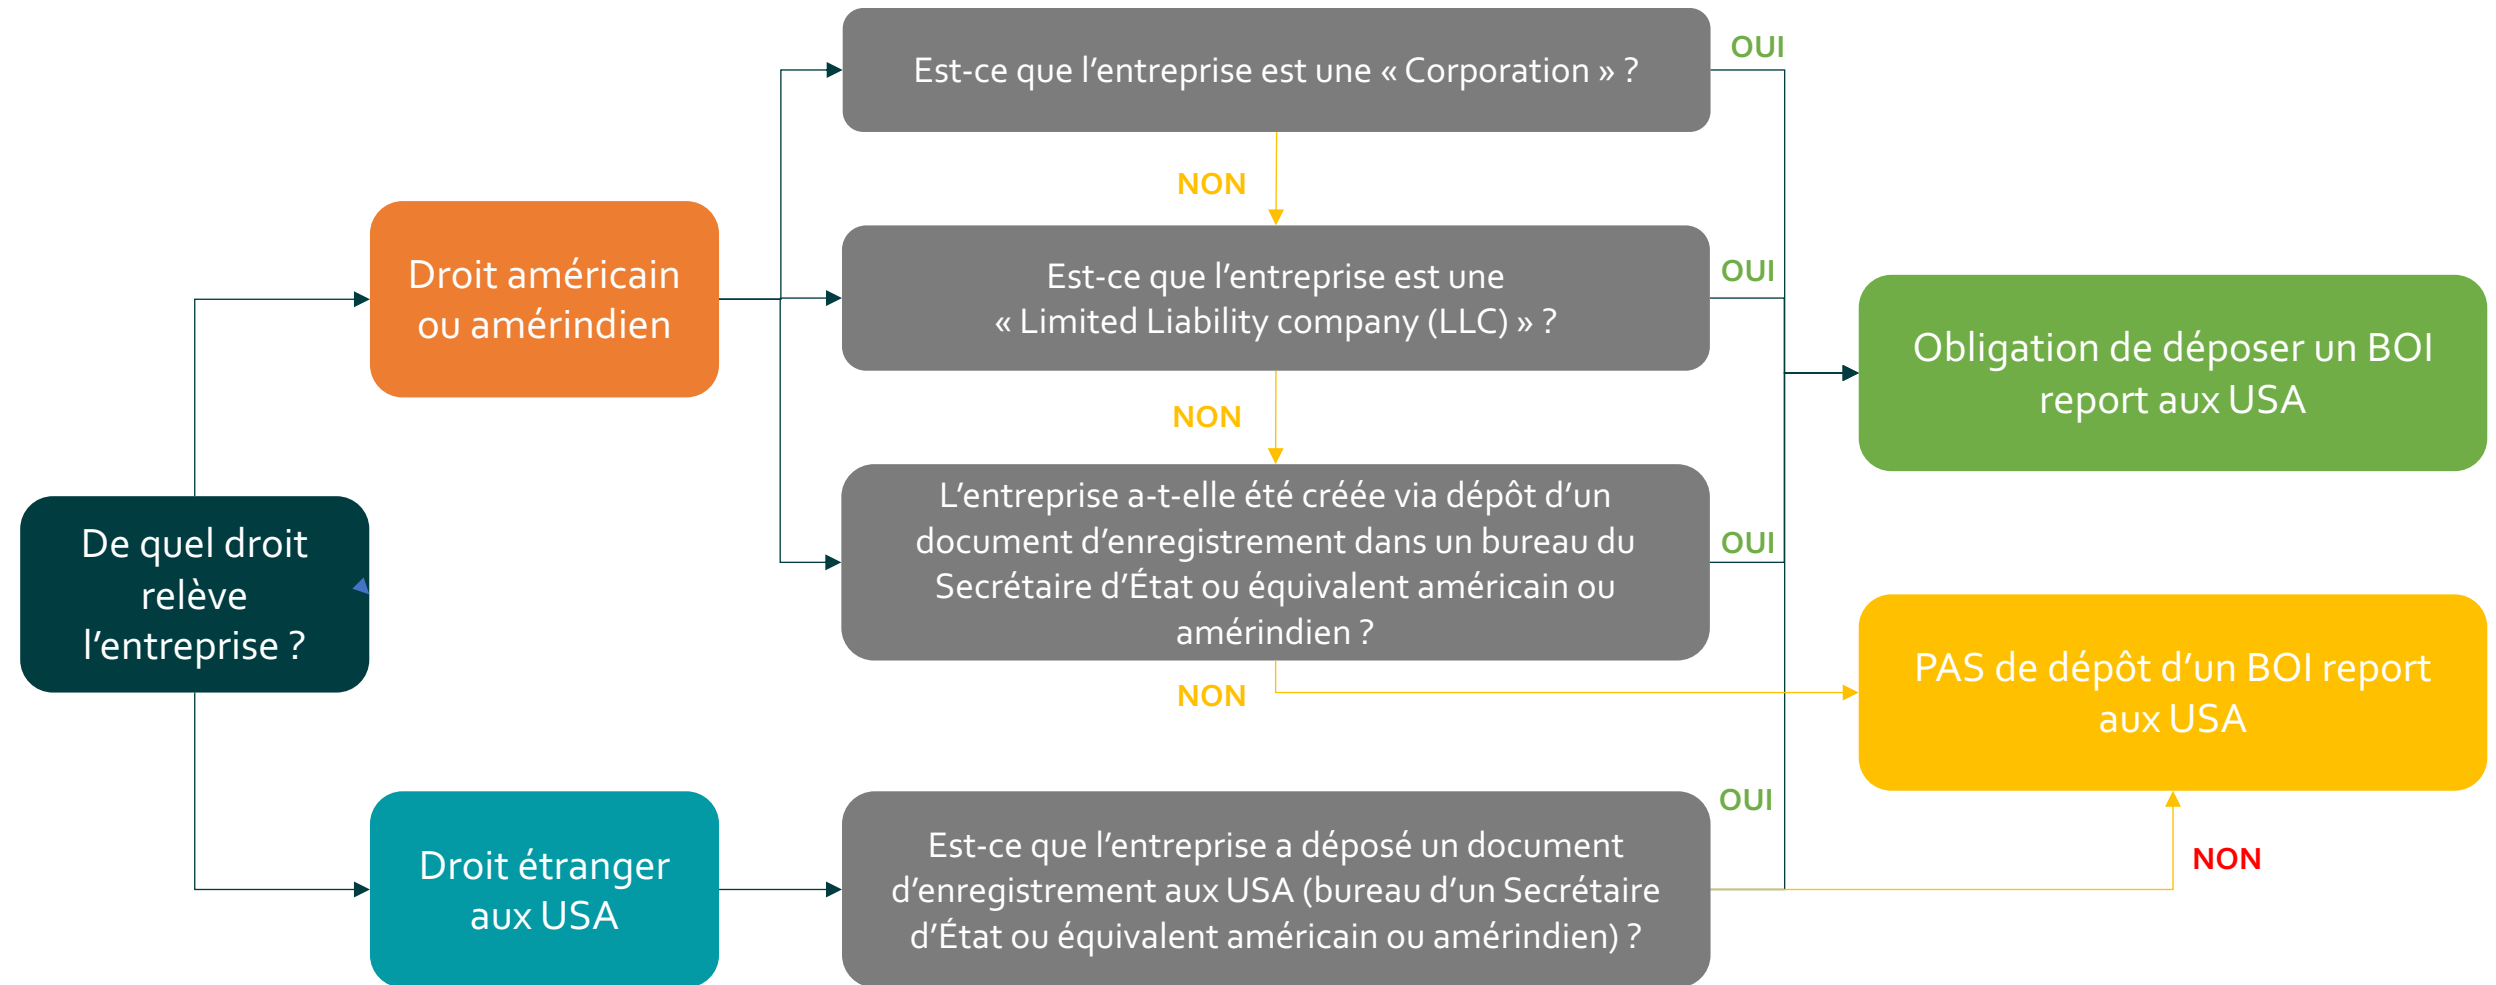 Est-ce que l’entreprise est une « Corporation » ?
OUI
NON
Droit américain
ou amérindien
Est-ce que l’entreprise est une
« Limited Liability company (LLC) » ?
OUI
Obligation de déposer un BOI
report aux USA
NON
De quel droit
relève
l’entreprise ?
L’entreprise a-t-elle été créée via dépôt d’un
document d’enregistrement dans un bureau du
Secrétaire d’État ou équivalent américain ou
amérindien ?
OUI
NON
PAS de dépôt d’un BOI report
aux USA
Droit étranger
aux USA
Est-ce que l’entreprise a déposé un document
d’enregistrement aux USA (bureau d’un Secrétaire
d’État ou équivalent américain ou amérindien) ?
OUI
NON